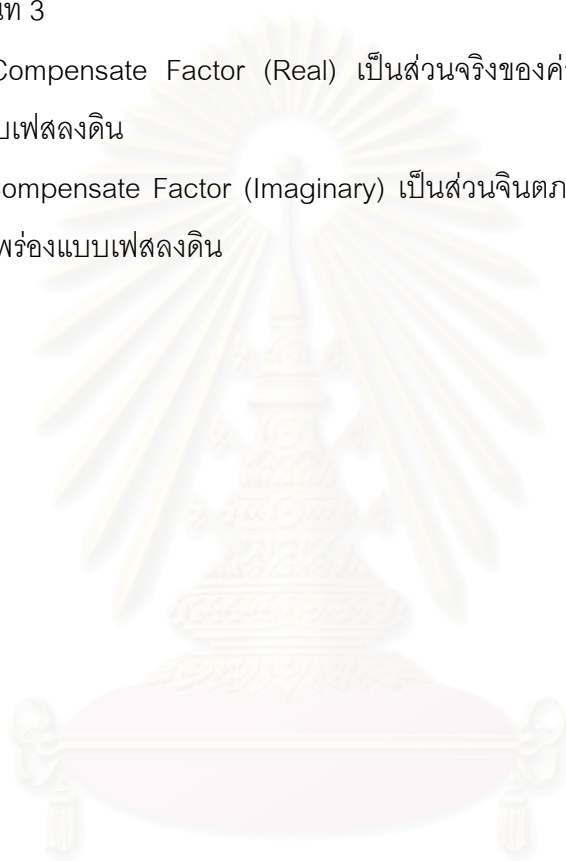 3
Compensate Factor (Real) เป็นส่วนจริงของค่
บเฟสลงดิน
ompensate Factor (Imaginary) เป็นส่วนจินตภ
พร่องแบบเฟสลงดิน